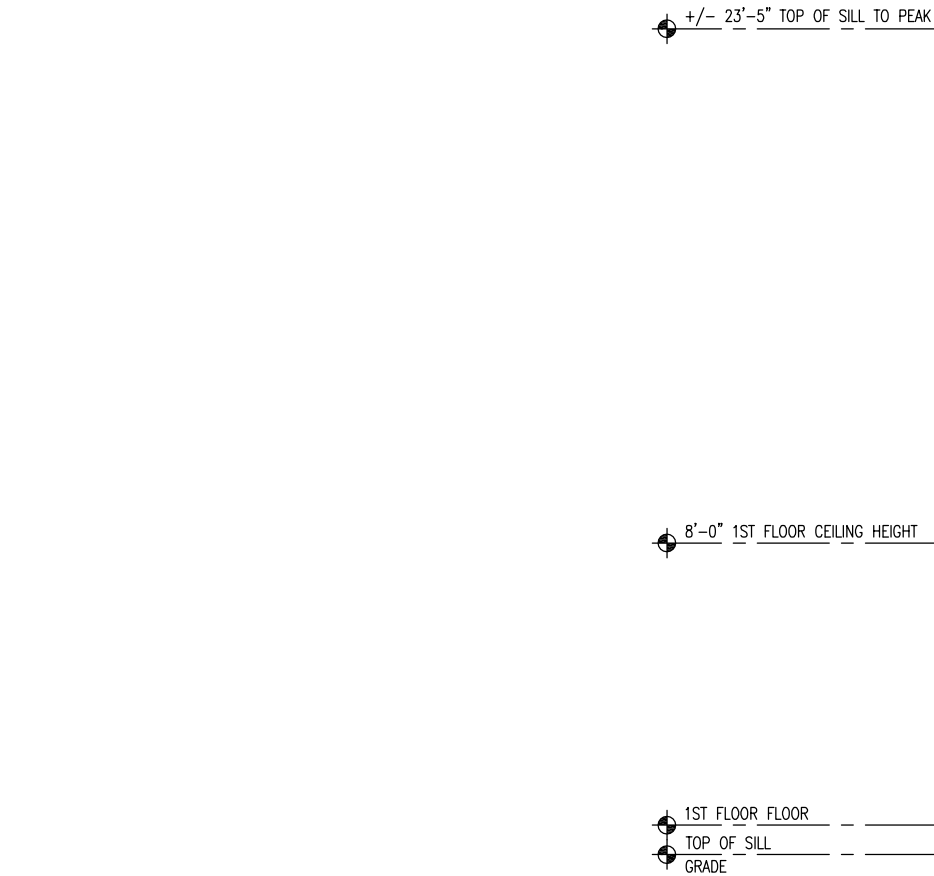 +/- 23'-5" TOP OF SILL TO PEAK
8'-0" 1ST FLOOR CEILING HEIGHT
1ST FLOOR FLOOR
TOP OF SILL
GRADE